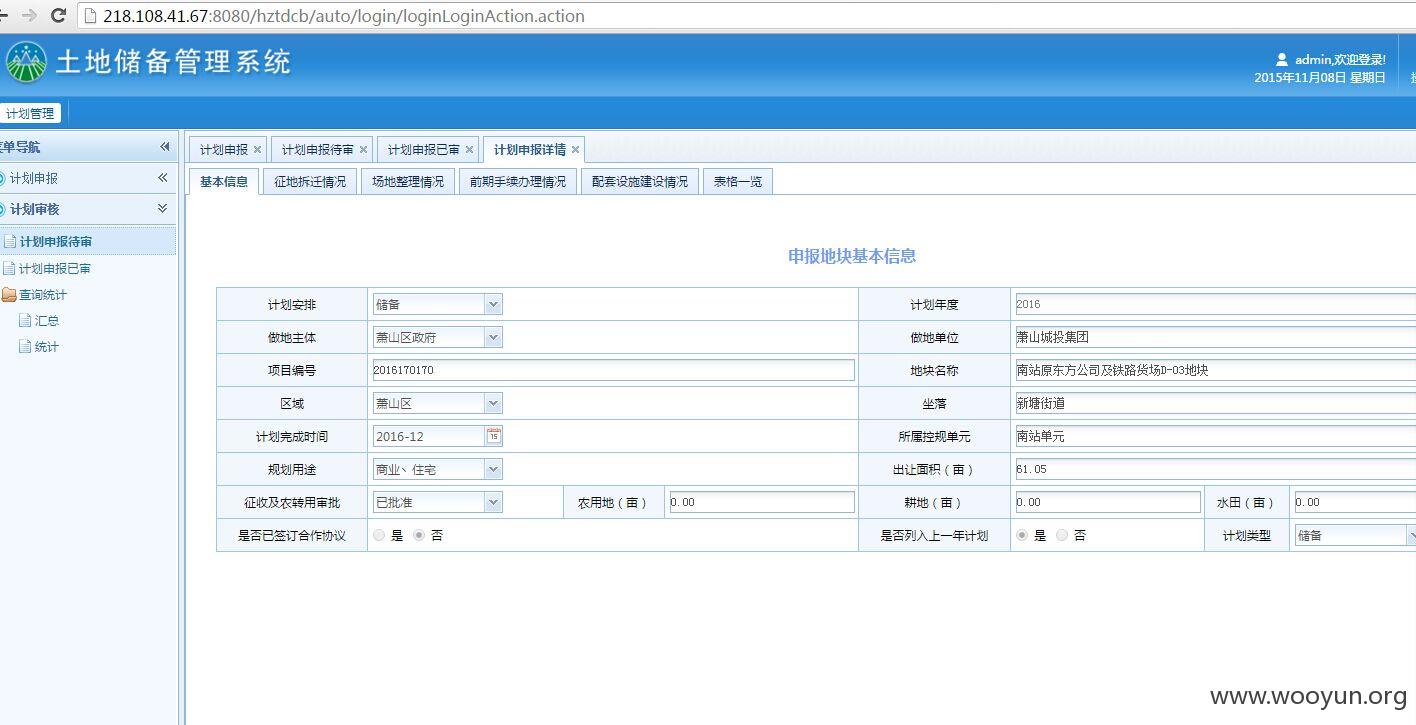 218.108.41.67:8080/hztdcb/auto/login/loginLoginAction.action
土地储备管理系统
admin,欢迎登录!
2015年11月08日 星期日
计划管理
单导航
计划申报
计划审核
计划申报待审
计划申报已审
查询统计
汇总
统计
计划申报 计划申报待审 计划申报已审 计划申报详情
基本信息 征地拆迁情况 场地整理情况 前期手续办理情况 配套设施建设情况 表格一览
申报地块基本信息
计划安排 储备 计划年度 2016
做地主体 萧山区政府 做地单位 萧山城投集团
项目编号 2016170170 地块名称 南站原东方公司及铁路货场D-03地块
区域 萧山区 坐落 新塘街道
计划完成时间 2016-12 15 所属控规单元 南站单元
规划用途 商业、住宅 出让面积（亩） 61.05
征收及农转用审批 已批准 农用地（亩） 0.00 耕地（亩） 0.00 水田（亩） 0.00
是否已签订合作协议 是 否 是否列入上一年计划 是 否 计划类型 储备
www.wooyun.org